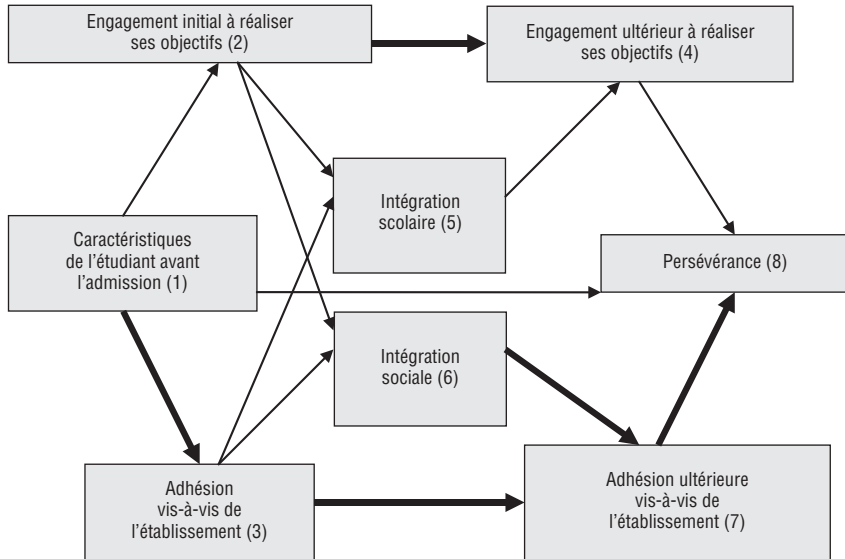 Engagement initial à réaliser
ses objectifs (2)
Engagement ultérieur à réaliser
ses objectifs (4)
Intégration
scolaire (5)
Caractéristiques
de l'étudiant avant
l'admission (1)
Persévérance (8)
Intégration
sociale (6)
Adhésion
vis-à-vis de
l'établissement (3)
Adhésion ultérieure
vis-à-vis de
l'établissement (7)